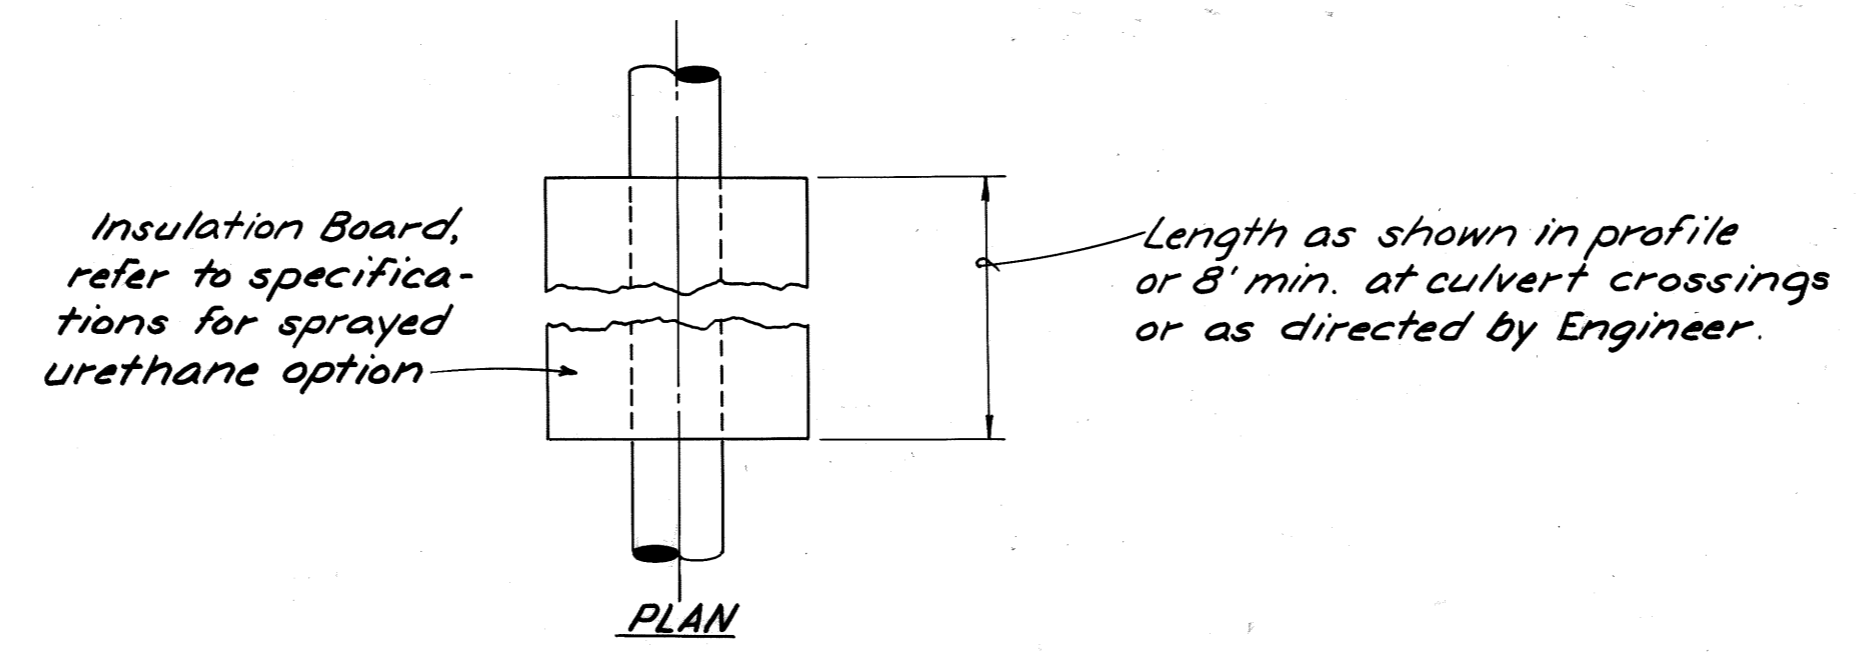 Insulation Board,
refer to specifica-
tions for sprayed
urethane option
Length as shown in profile
or 8' min. at culvert crossings
or as directed by Engineer.
PLAN